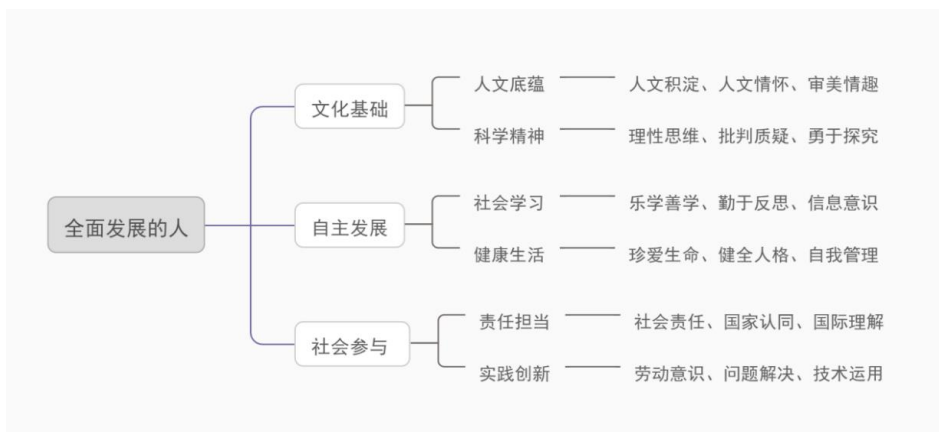 全面发展的人
文化基础
人文底蕴
人文积淀、人文情怀、审美情趣
科学精神
理性思维、批判质疑、勇于探究
自主发展
社会学习
乐学善学、勤于反思、信息意识
健康生活
珍爱生命、健全人格、自我管理
社会参与
责任担当
社会责任、国家认同、国际理解
实践创新
劳动意识、问题解决、技术运用